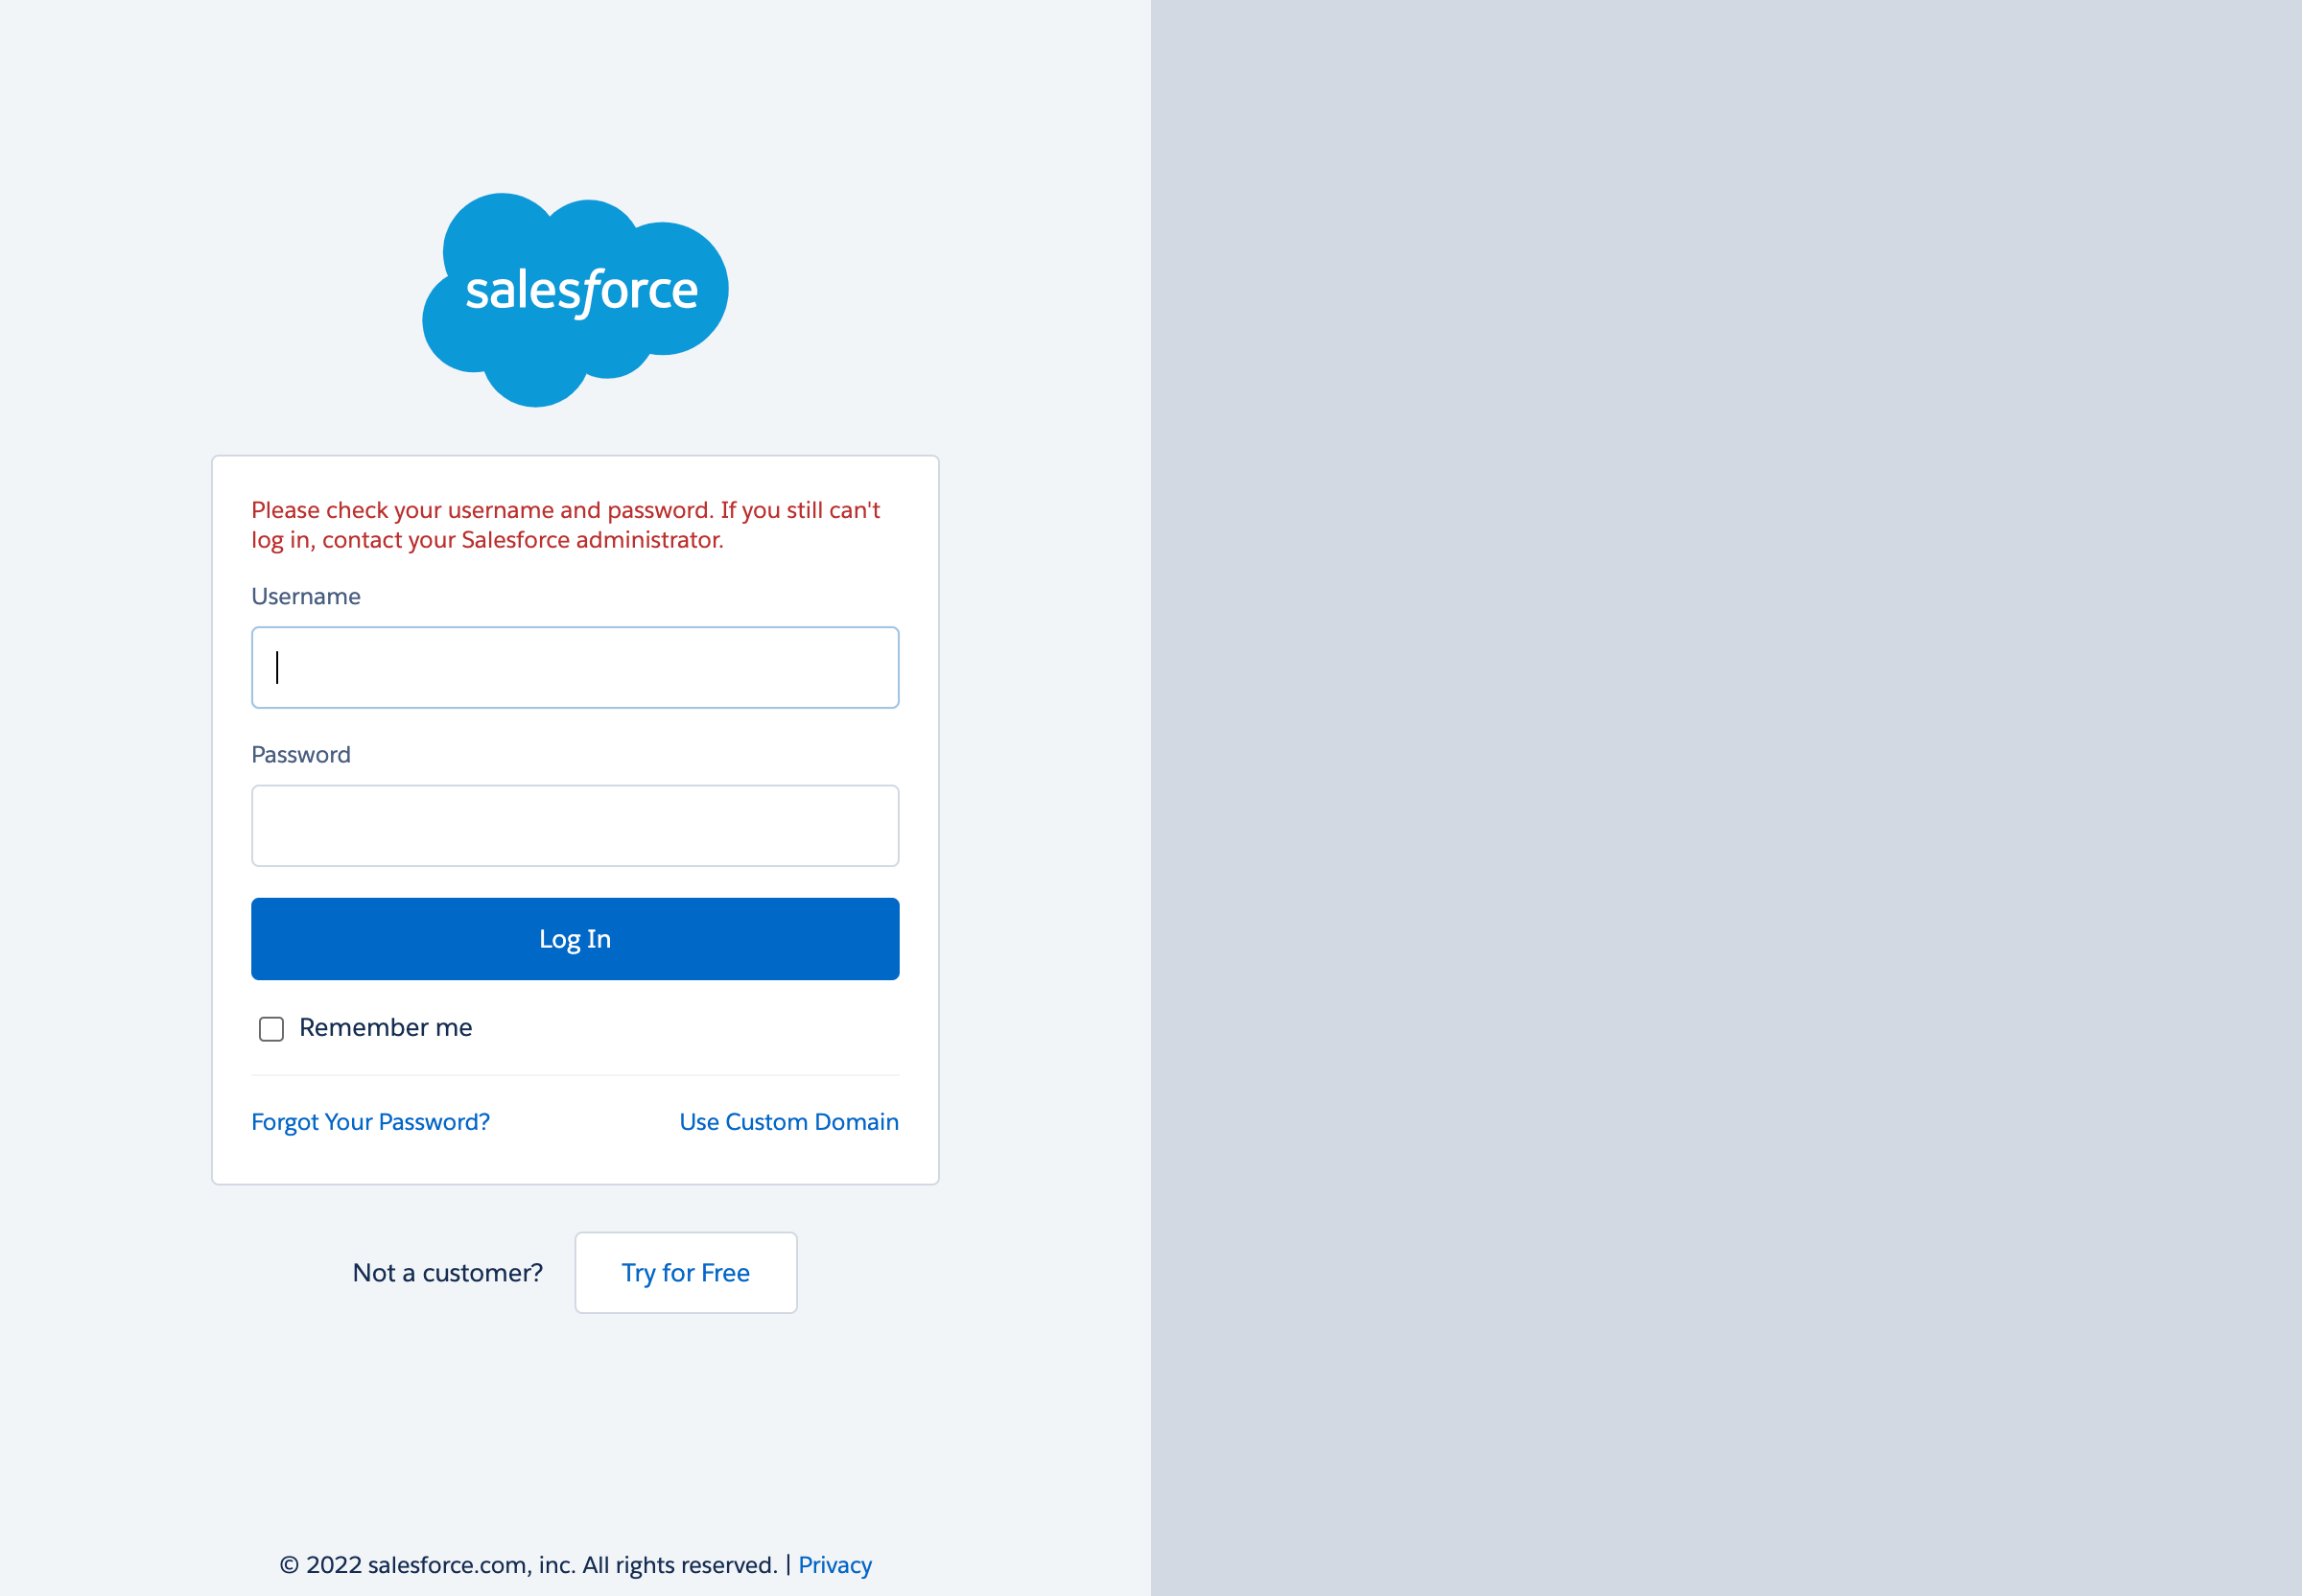 salesforce
Please check your username and password. If you still can't
log in, contact your Salesforce administrator.
Username
Password
Log In
Remember me
Forgot Your Password?
Use Custom Domain
Not a customer?
Try for Free
© 2022 salesforce.com, inc. All rights reserved. | Privacy